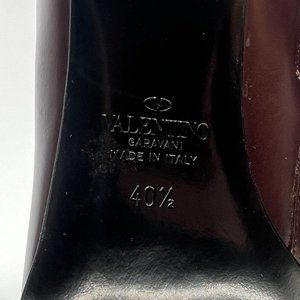 VALENTINO
GARAVANI
MADE IN ITALY
40½